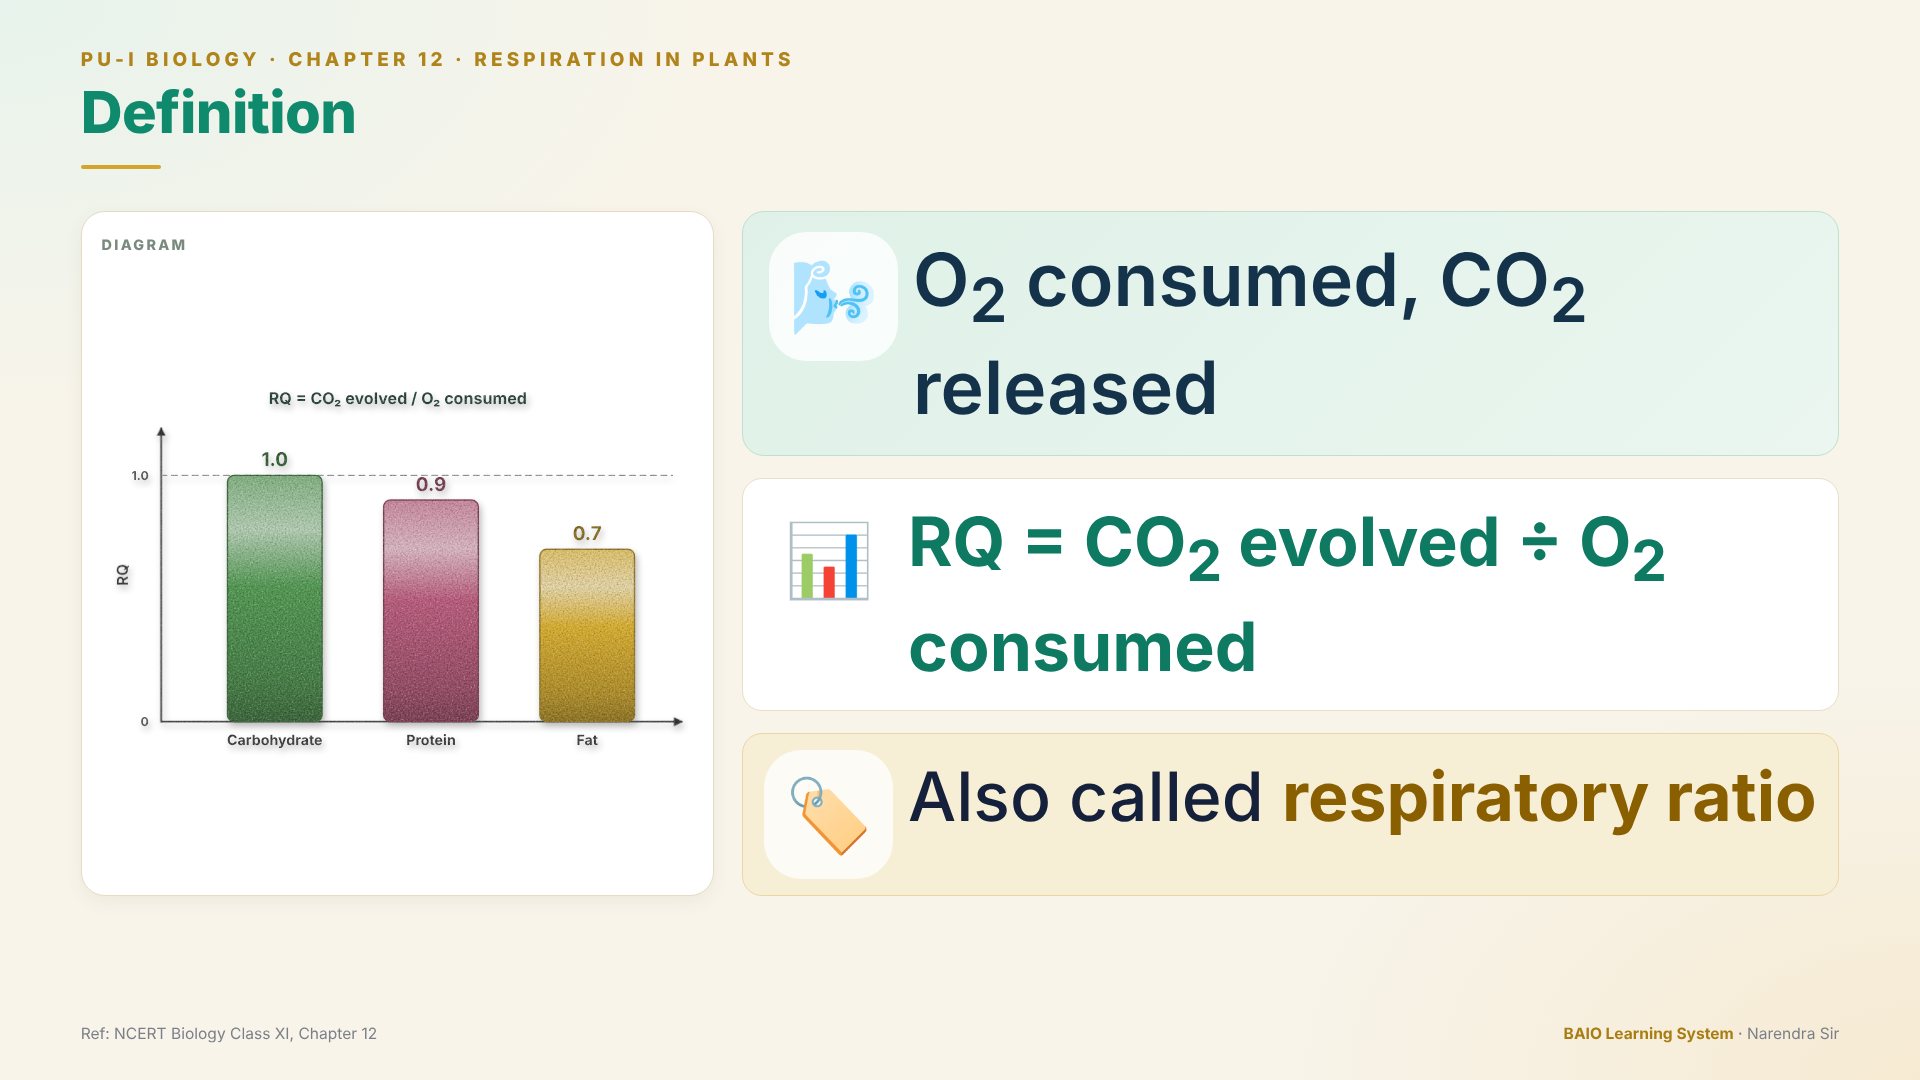 PU-I BIOLOGY · CHAPTER 12 · RESPIRATION IN PLANTS
Definition
DIAGRAM
RQ = CO₂ evolved / O₂ consumed
1.0
1.0
0.9
0.7
RQ
0
Carbohydrate
Protein
Fat
O₂ consumed, CO₂
released
RQ = CO₂ evolved ÷ O₂
consumed
Also called respiratory ratio
Ref: NCERT Biology Class XI, Chapter 12
BAIO Learning System · Narendra Sir